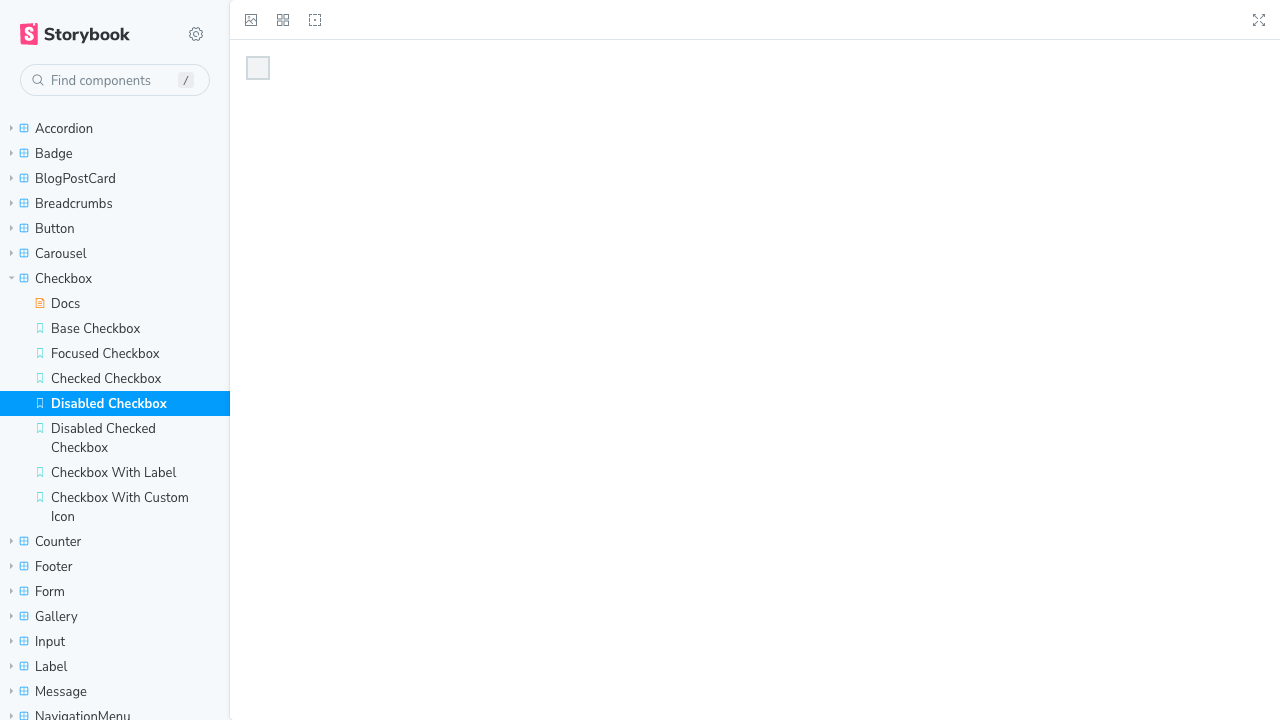 Storybook
Find components
/
Accordion
Badge
BlogPostCard
Breadcrumbs
Button
Carousel
Checkbox
Docs
Base Checkbox
Focused Checkbox
Checked Checkbox
Disabled Checkbox
Disabled Checked
Checkbox
Checkbox With Label
Checkbox With Custom
Icon
Counter
Footer
Form
Gallery
Input
Label
Message
NavigationMenu